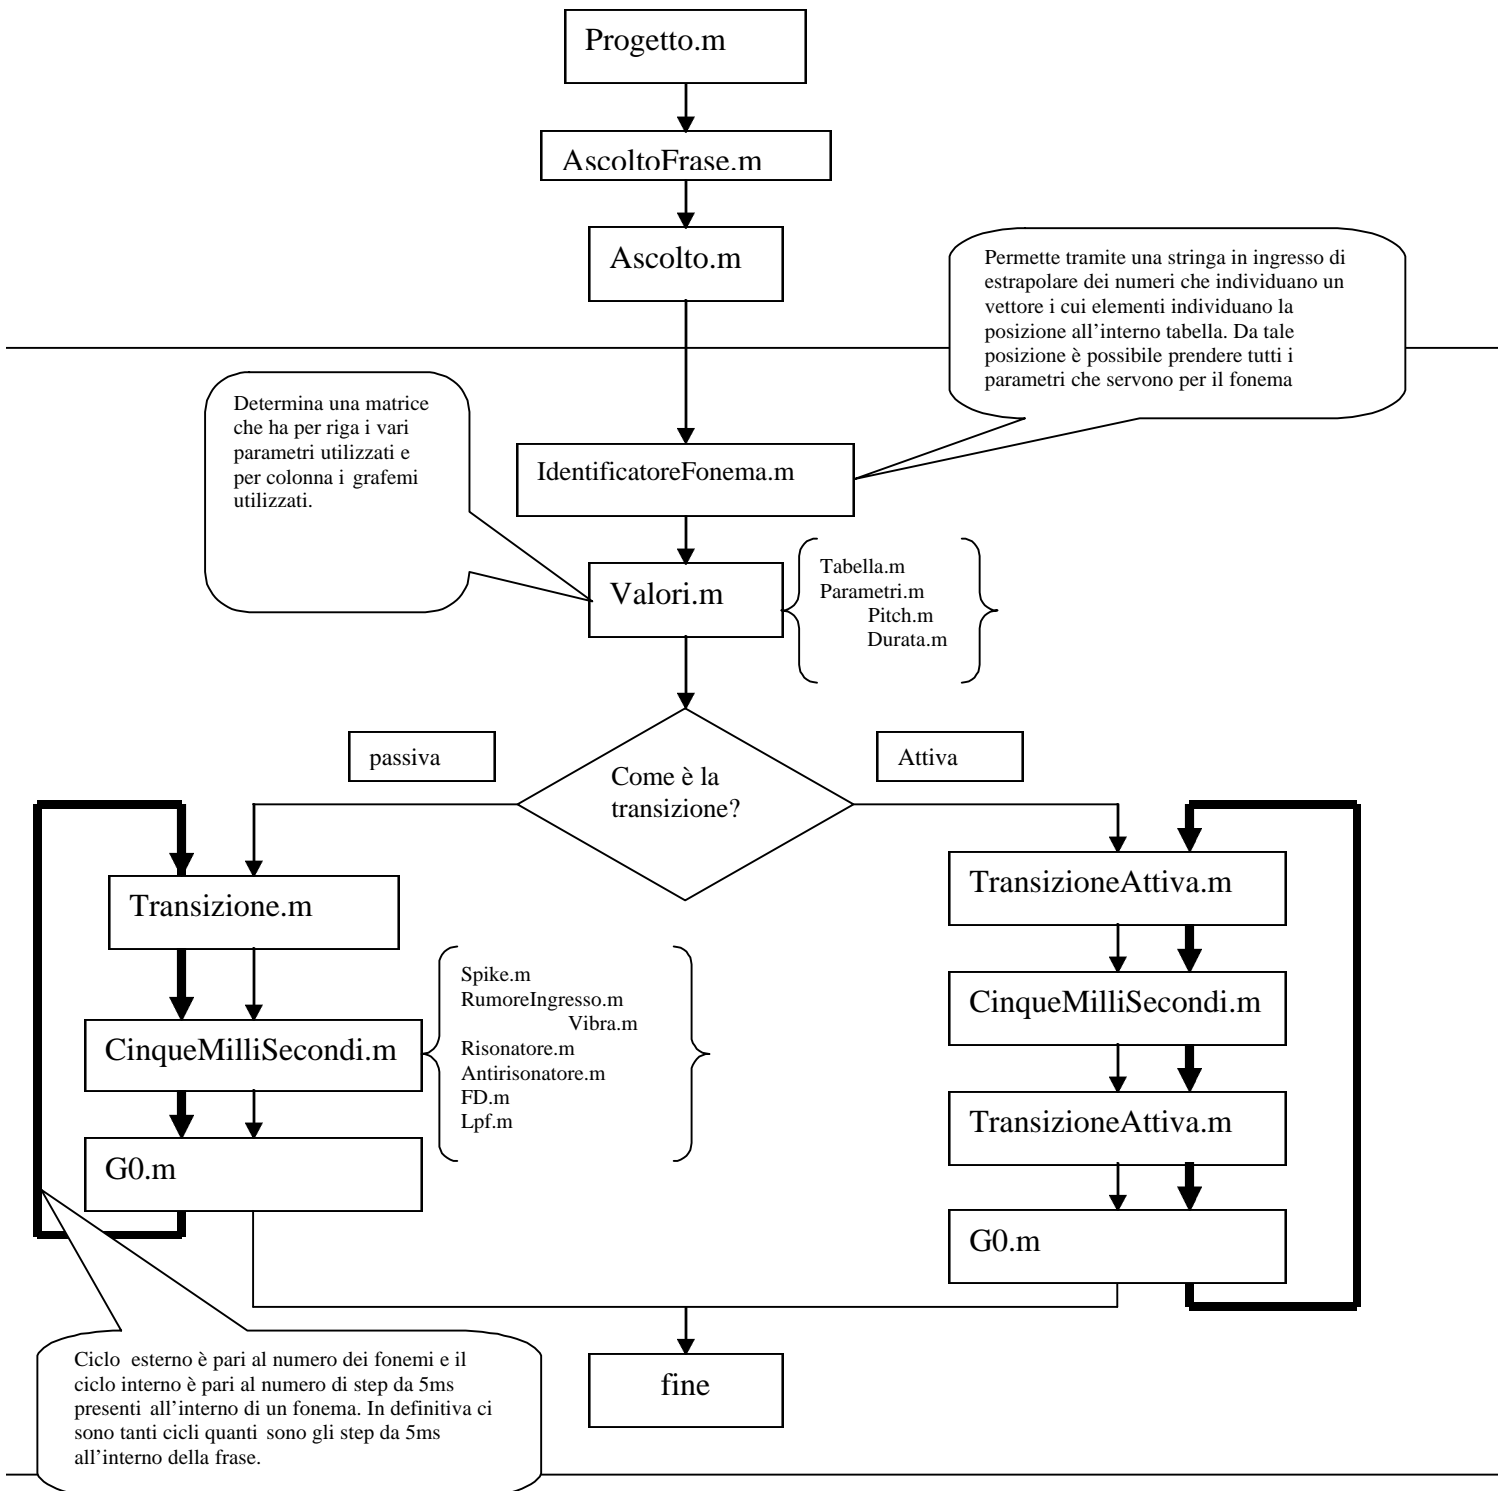 Progetto.m
AscoltoFrase.m
Ascolto.m
Permette tramite una stringa in ingresso di
estrapolare dei numeri che individuano un
vettore i cui elementi individuano la
posizione all'interno tabella. Da tale
posizione è possibile prendere tutti i
parametri che servono per il fonema
Determina una matrice
che ha per riga i vari
parametri utilizzati e
per colonna i grafemi
utilizzati.
IdentificatoreFonema.m
Valori.m
Tabella.m
Parametri.m
Pitch.m
Durata.m
passiva
Come è la
transizione?
Attiva
Transizione.m
CinqueMilliSecondi.m
G0.m
Spike.m
RumoreIngresso.m
Vibra.m
Risonatore.m
Antirisonatore.m
FD.m
Lpf.m
TransizioneAttiva.m
CinqueMilliSecondi.m
TransizioneAttiva.m
G0.m
Ciclo esterno è pari al numero dei fonemi e il
ciclo interno è pari al numero di step da 5ms
presenti all'interno di un fonema. In definitiva ci
sono tanti cicli quanti sono gli step da 5ms
all'interno della frase.
fine